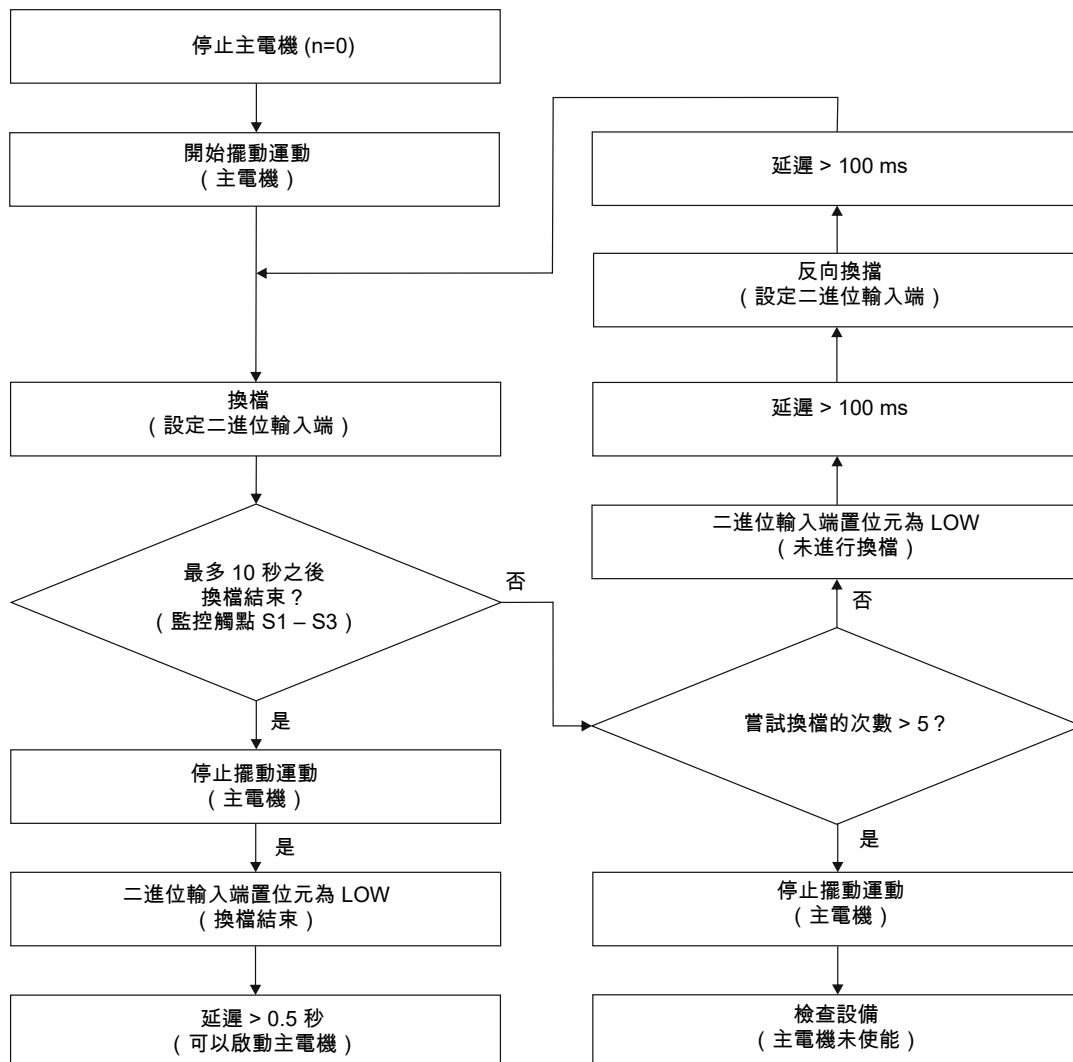 停止主電機 (n=0)
開始擺動運動
（主電機）
換檔
（設定二進位輸入端）
最多 10 秒之後
換檔結束？
（監控觸點 S1 – S3）
否
是
停止擺動運動
（主電機）
是
二進位輸入端置位元為 LOW
（換檔結束）
延遲 > 0.5 秒
（可以啟動主電機）
延遲 > 100 ms
反向換擋
（設定二進位輸入端）
延遲 > 100 ms
二進位輸入端置位元為 LOW
（未進行換檔）
否
嘗試換檔的次數 > 5？
是
停止擺動運動
（主電機）
檢查設備
（主電機未使能）